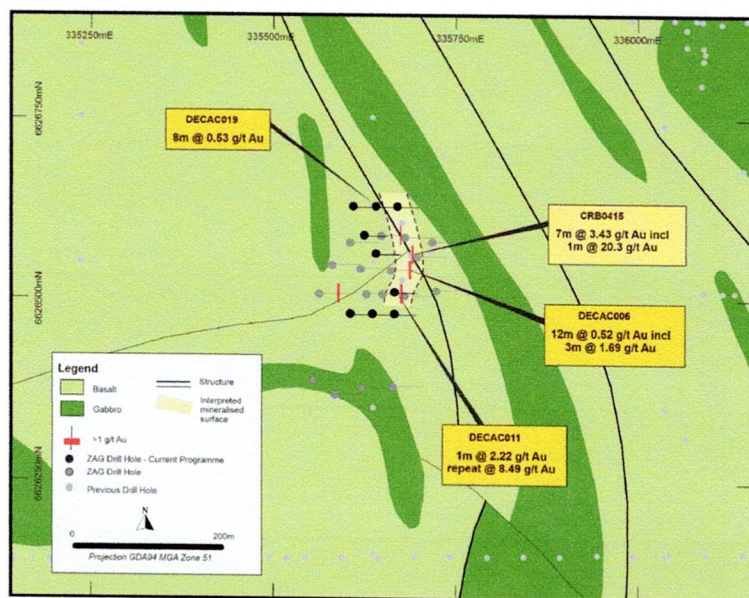 335250mE
335500mE
335750mE
336000mE
6626750mN
6626500mN
6626250mN
DECAC019
8m @ 0.53 g/t Au
CRB0415
7m @ 3.43 g/t Au incl
1m @ 20.3 g/t Au
DECAC006
12m @ 0.52 g/t Au incl
3m @ 1.69 g/t Au
DECAC011
1m @ 2.22 g/t Au
repeat @ 8.49 g/t Au
Legend
Basalt
Gabbro
>1 g/t Au
ZAG Drill Hole - Current Programme
ZAG Drill Hole
Previous Drill Hole
Structure
Interpreted
mineralised
surface
N
0
200m
Projection GDA94 MGA Zone 51